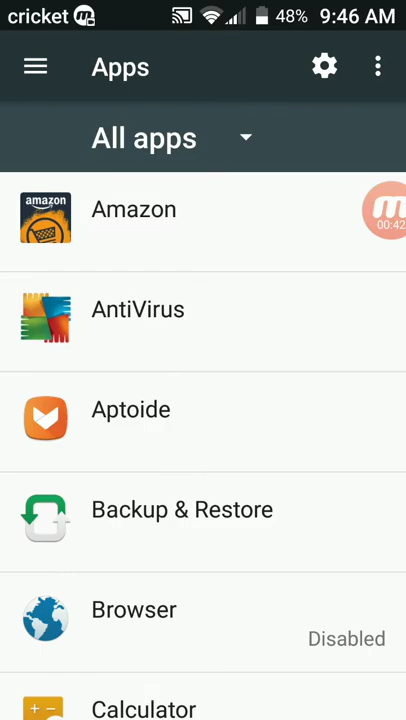 cricket 48% 9:46 AM
Apps
All apps
amazon
Amazon
m
00:42
AntiVirus
Aptoide
Backup & Restore
Browser
Disabled
Calculator